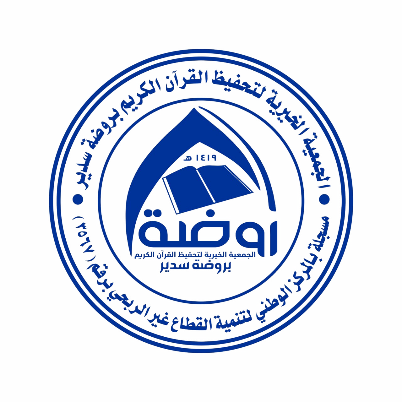 الجمعية الخيرية لتحفيظ القرآن الكريم بروضة سدير
١٤١٩ هـ
روضة
الجمعية الخيرية لتحفيظ القرآن الكريم
بروضة سدير
مسجلة بالمركز الوطني لتنمية القطاع غير الربحي برقم (٣٥٦٧)